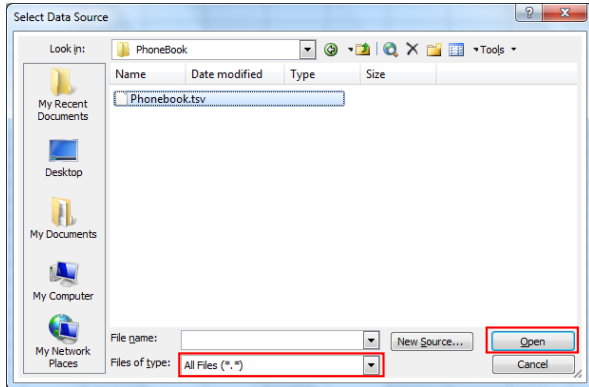 Select Data Source
Look in:
PhoneBook
Tools
Name Date modified Type Size
Phonebook.tsv
My Recent
Documents
Desktop
My Documents
My Computer
My Network
Places
File name:
New Source...
Open
Files of type:
All Files (*.*)
Cancel